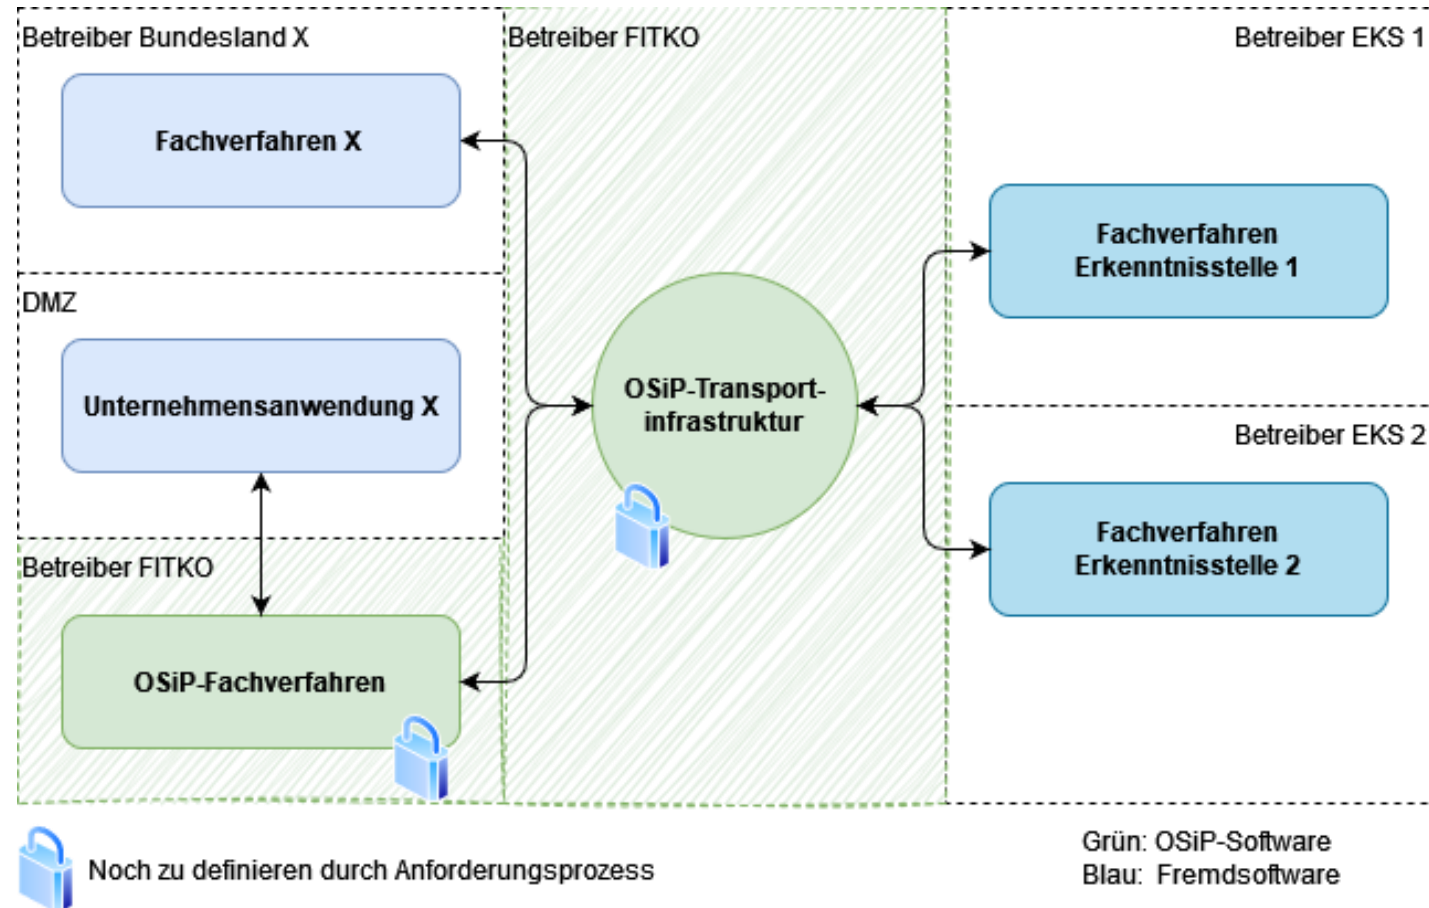 Betreiber Bundesland X
Fachverfahren X
DMZ
Unternehmensanwendung X
Betreiber FITKO
OSiP-Fachverfahren
Betreiber FITKO
OSiP-Transport-
infrastruktur
Betreiber EKS 1
Fachverfahren
Erkenntnisstelle 1
Betreiber EKS 2
Fachverfahren
Erkenntnisstelle 2
Noch zu definieren durch Anforderungsprozess
Grün: OSiP-Software
Blau: Fremdsoftware